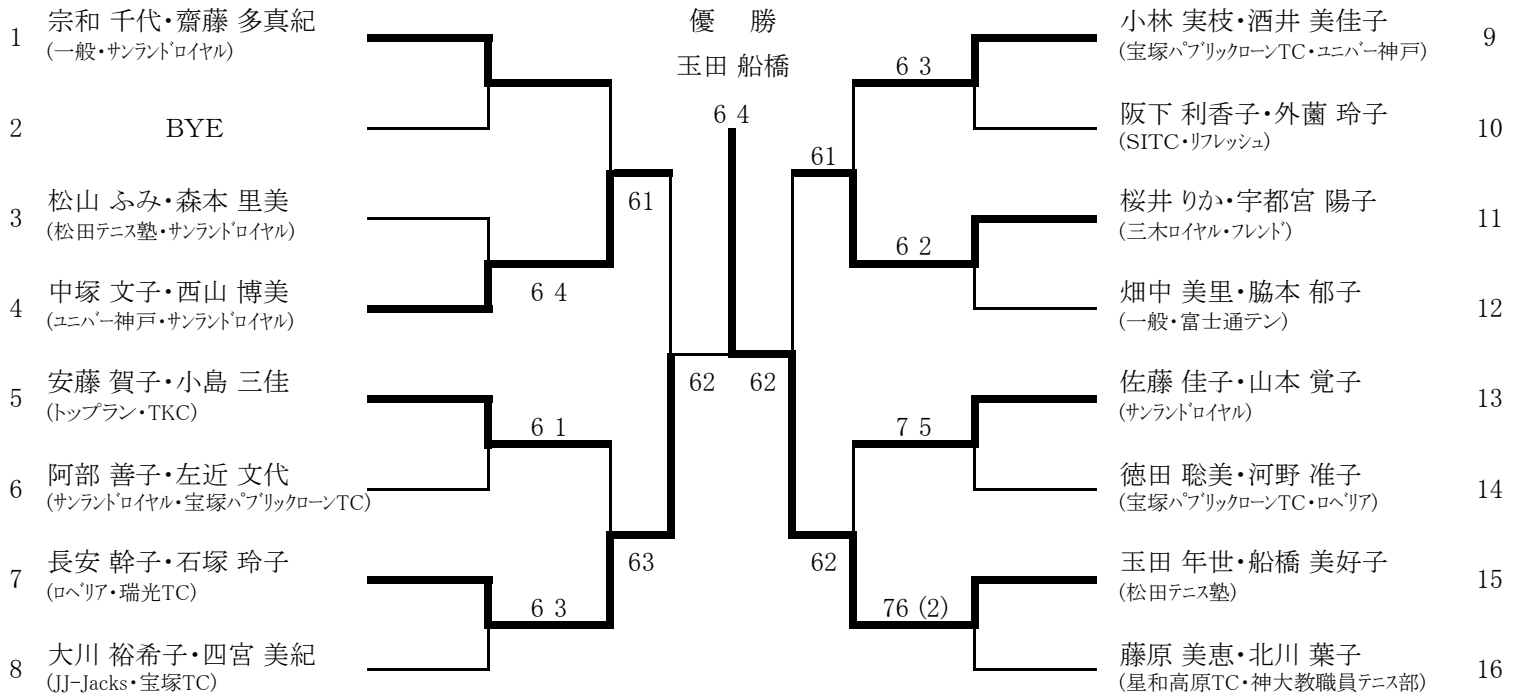 優 勝
玉田 船橋
6 4
1 宗和 千代・齋藤 多真紀
(一般・サンランドロイヤル)
2 BYE
3 松山 ふみ・森本 里美
(松田テニス塾・サンランドロイヤル)
61
4 中塚 文子・西山 博美
(ユニバー神戸・サンランドロイヤル)
6 4
5 安藤 賀子・小島 三佳
(トップラン・TKC)
6 1
62
6 阿部 善子・左近 文代
(サンランドロイヤル・宝塚パブリックローンTC)
7 長安 幹子・石塚 玲子
(ロベリア・瑞光TC)
63
6 3
8 大川 裕希子・四宮 美紀
(JJ-Jacks・宝塚TC)
小林 実枝・酒井 美佳子 9
(宝塚パブリックローンTC・ユニバー神戸)
6 3
阪下 利香子・外薗 玲子 10
(SITC・リフレッシュ)
61
桜井 りか・宇都宮 陽子 11
(三木ロイヤル・フレンド)
6 2
畑中 美里・脇本 郁子 12
(一般・富士通テン)
62
佐藤 佳子・山本 覚子 13
(サンランドロイヤル)
7 5
徳田 聡美・河野 准子 14
(宝塚パブリックローンTC・ロベリア)
62
玉田 年世・船橋 美好子 15
(松田テニス塾)
76 (2)
藤原 美恵・北川 葉子 16
(星和高原TC・神大教職員テニス部)